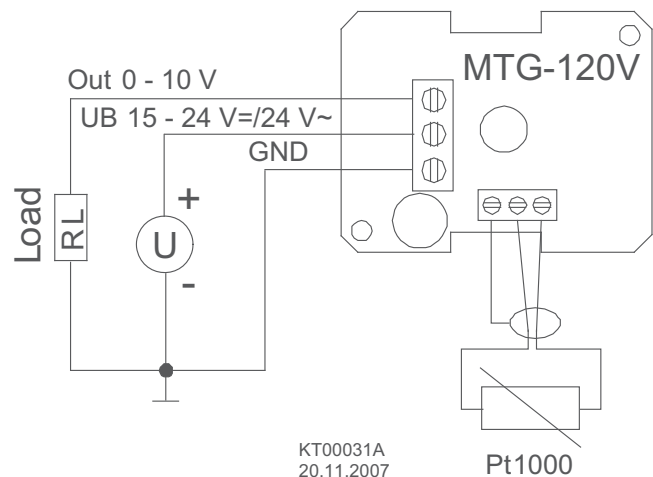 MTG-120V
Out 0 - 10 V
UB 15 - 24 V=/24 V~
GND
Load
RL
+
U
-
KT00031A
20.11.2007
Pt1000